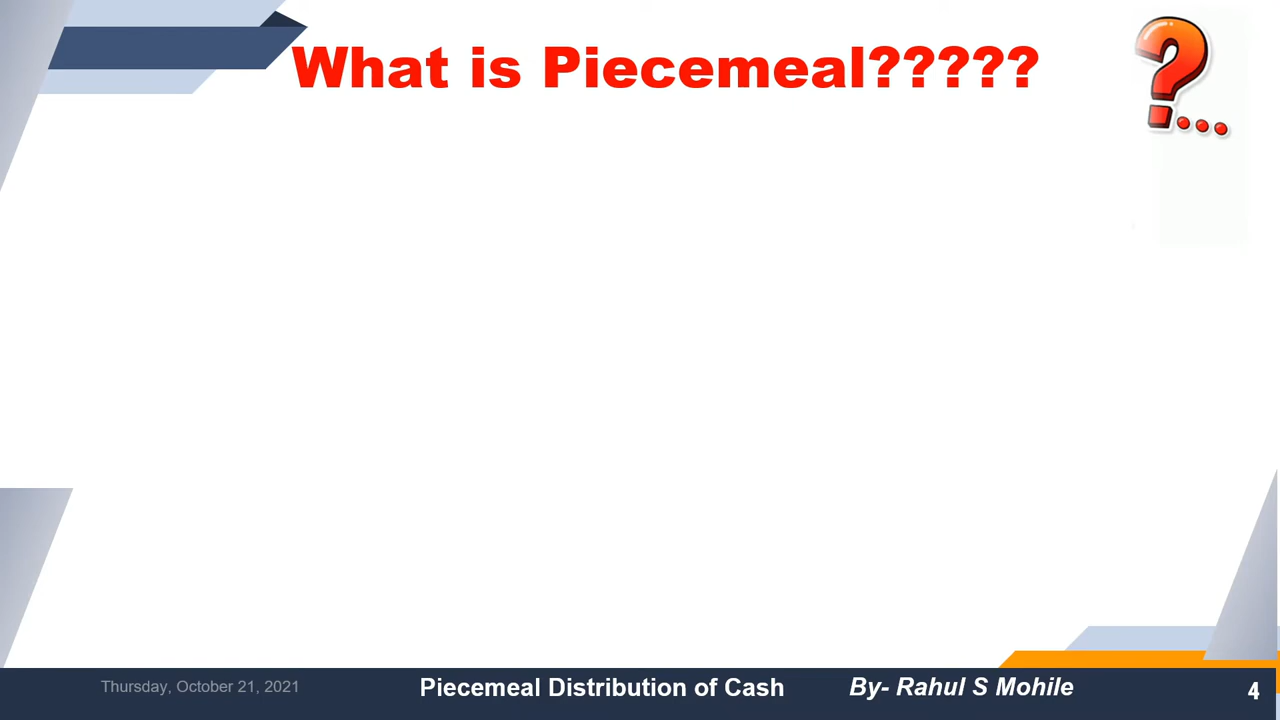 What is Piecemeal?????
Thursday, October 21, 2021
Piecemeal Distribution of Cash
By- Rahul S Mohile
4